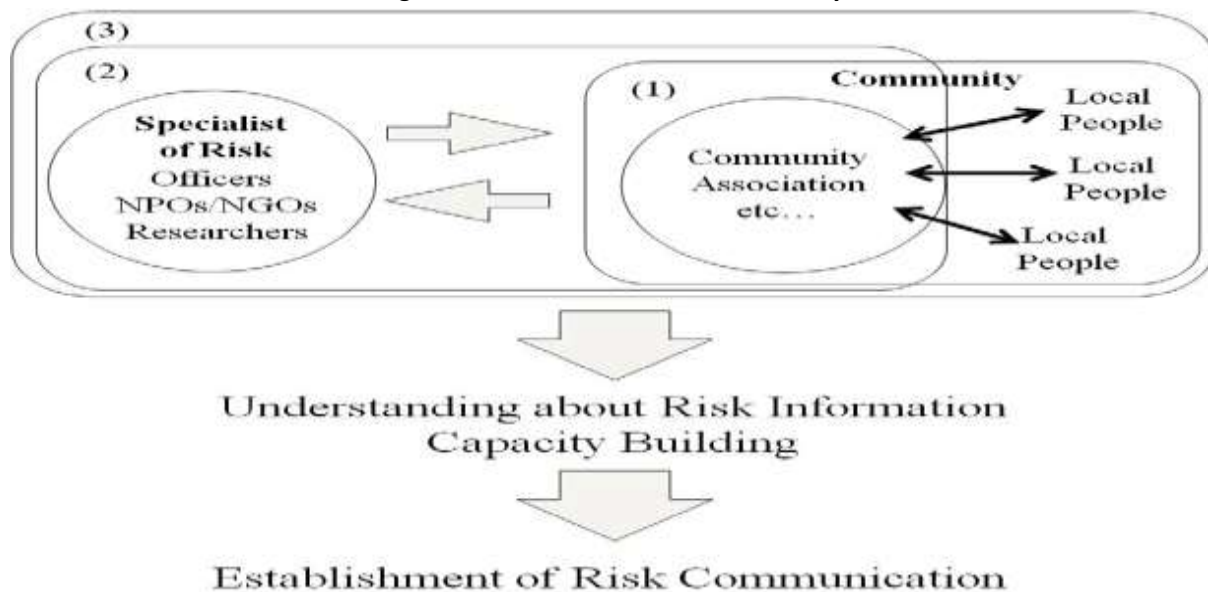 (3)
(2)
Specialist
of Risk
Officers
NPOs/NGOs
Researchers
(1)
Community
Community
Association
etc...
Local
People
Local
People
Local
People
Understanding about Risk Information
Capacity Building
Establishment of Risk Communication